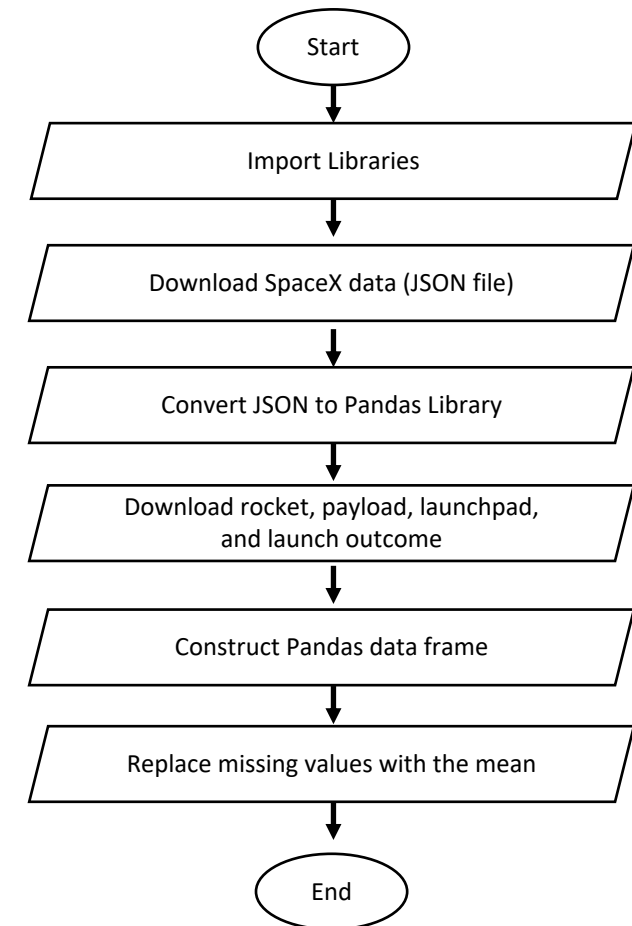 Start
Import Libraries
Download SpaceX data (JSON file)
Convert JSON to Pandas Library
Download rocket, payload, launchpad,
and launch outcome
Construct Pandas data frame
Replace missing values with the mean
End